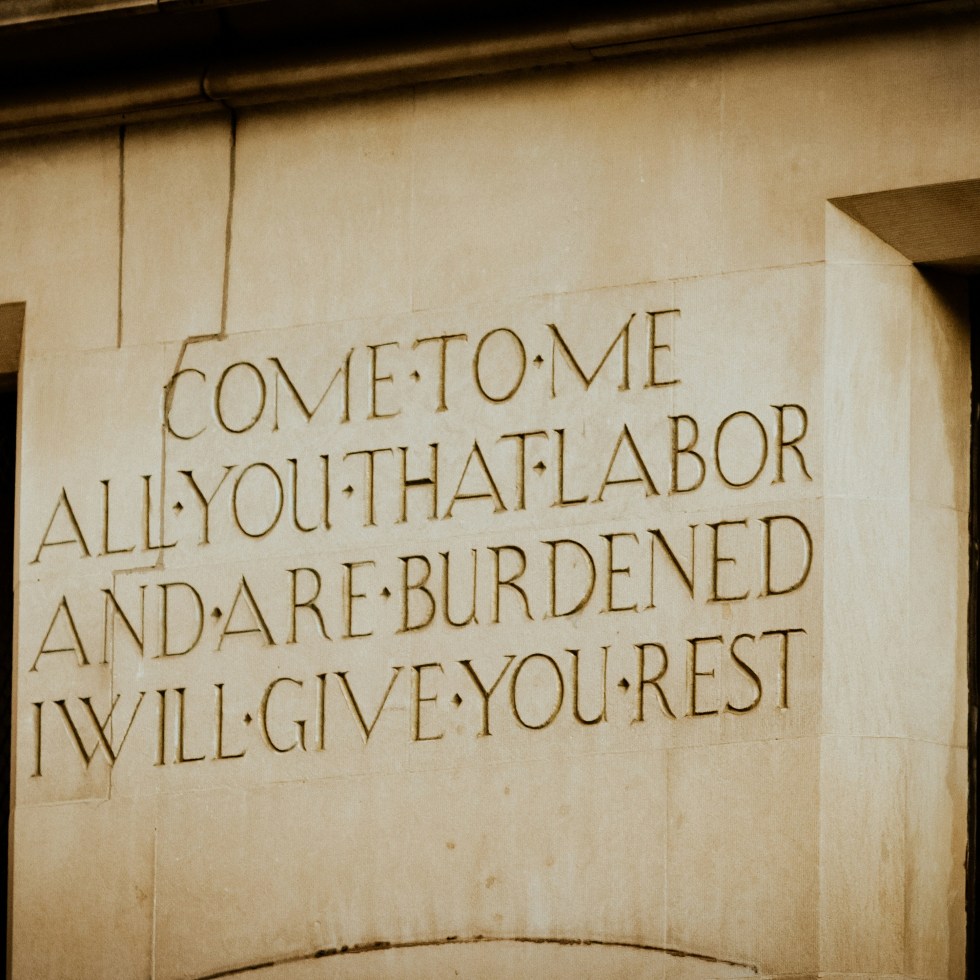 COME·TO·ME
ALL·YOU·THAT·LABOR
AND·ARE·BURDENED
I WILL·GIVE·YOU·REST